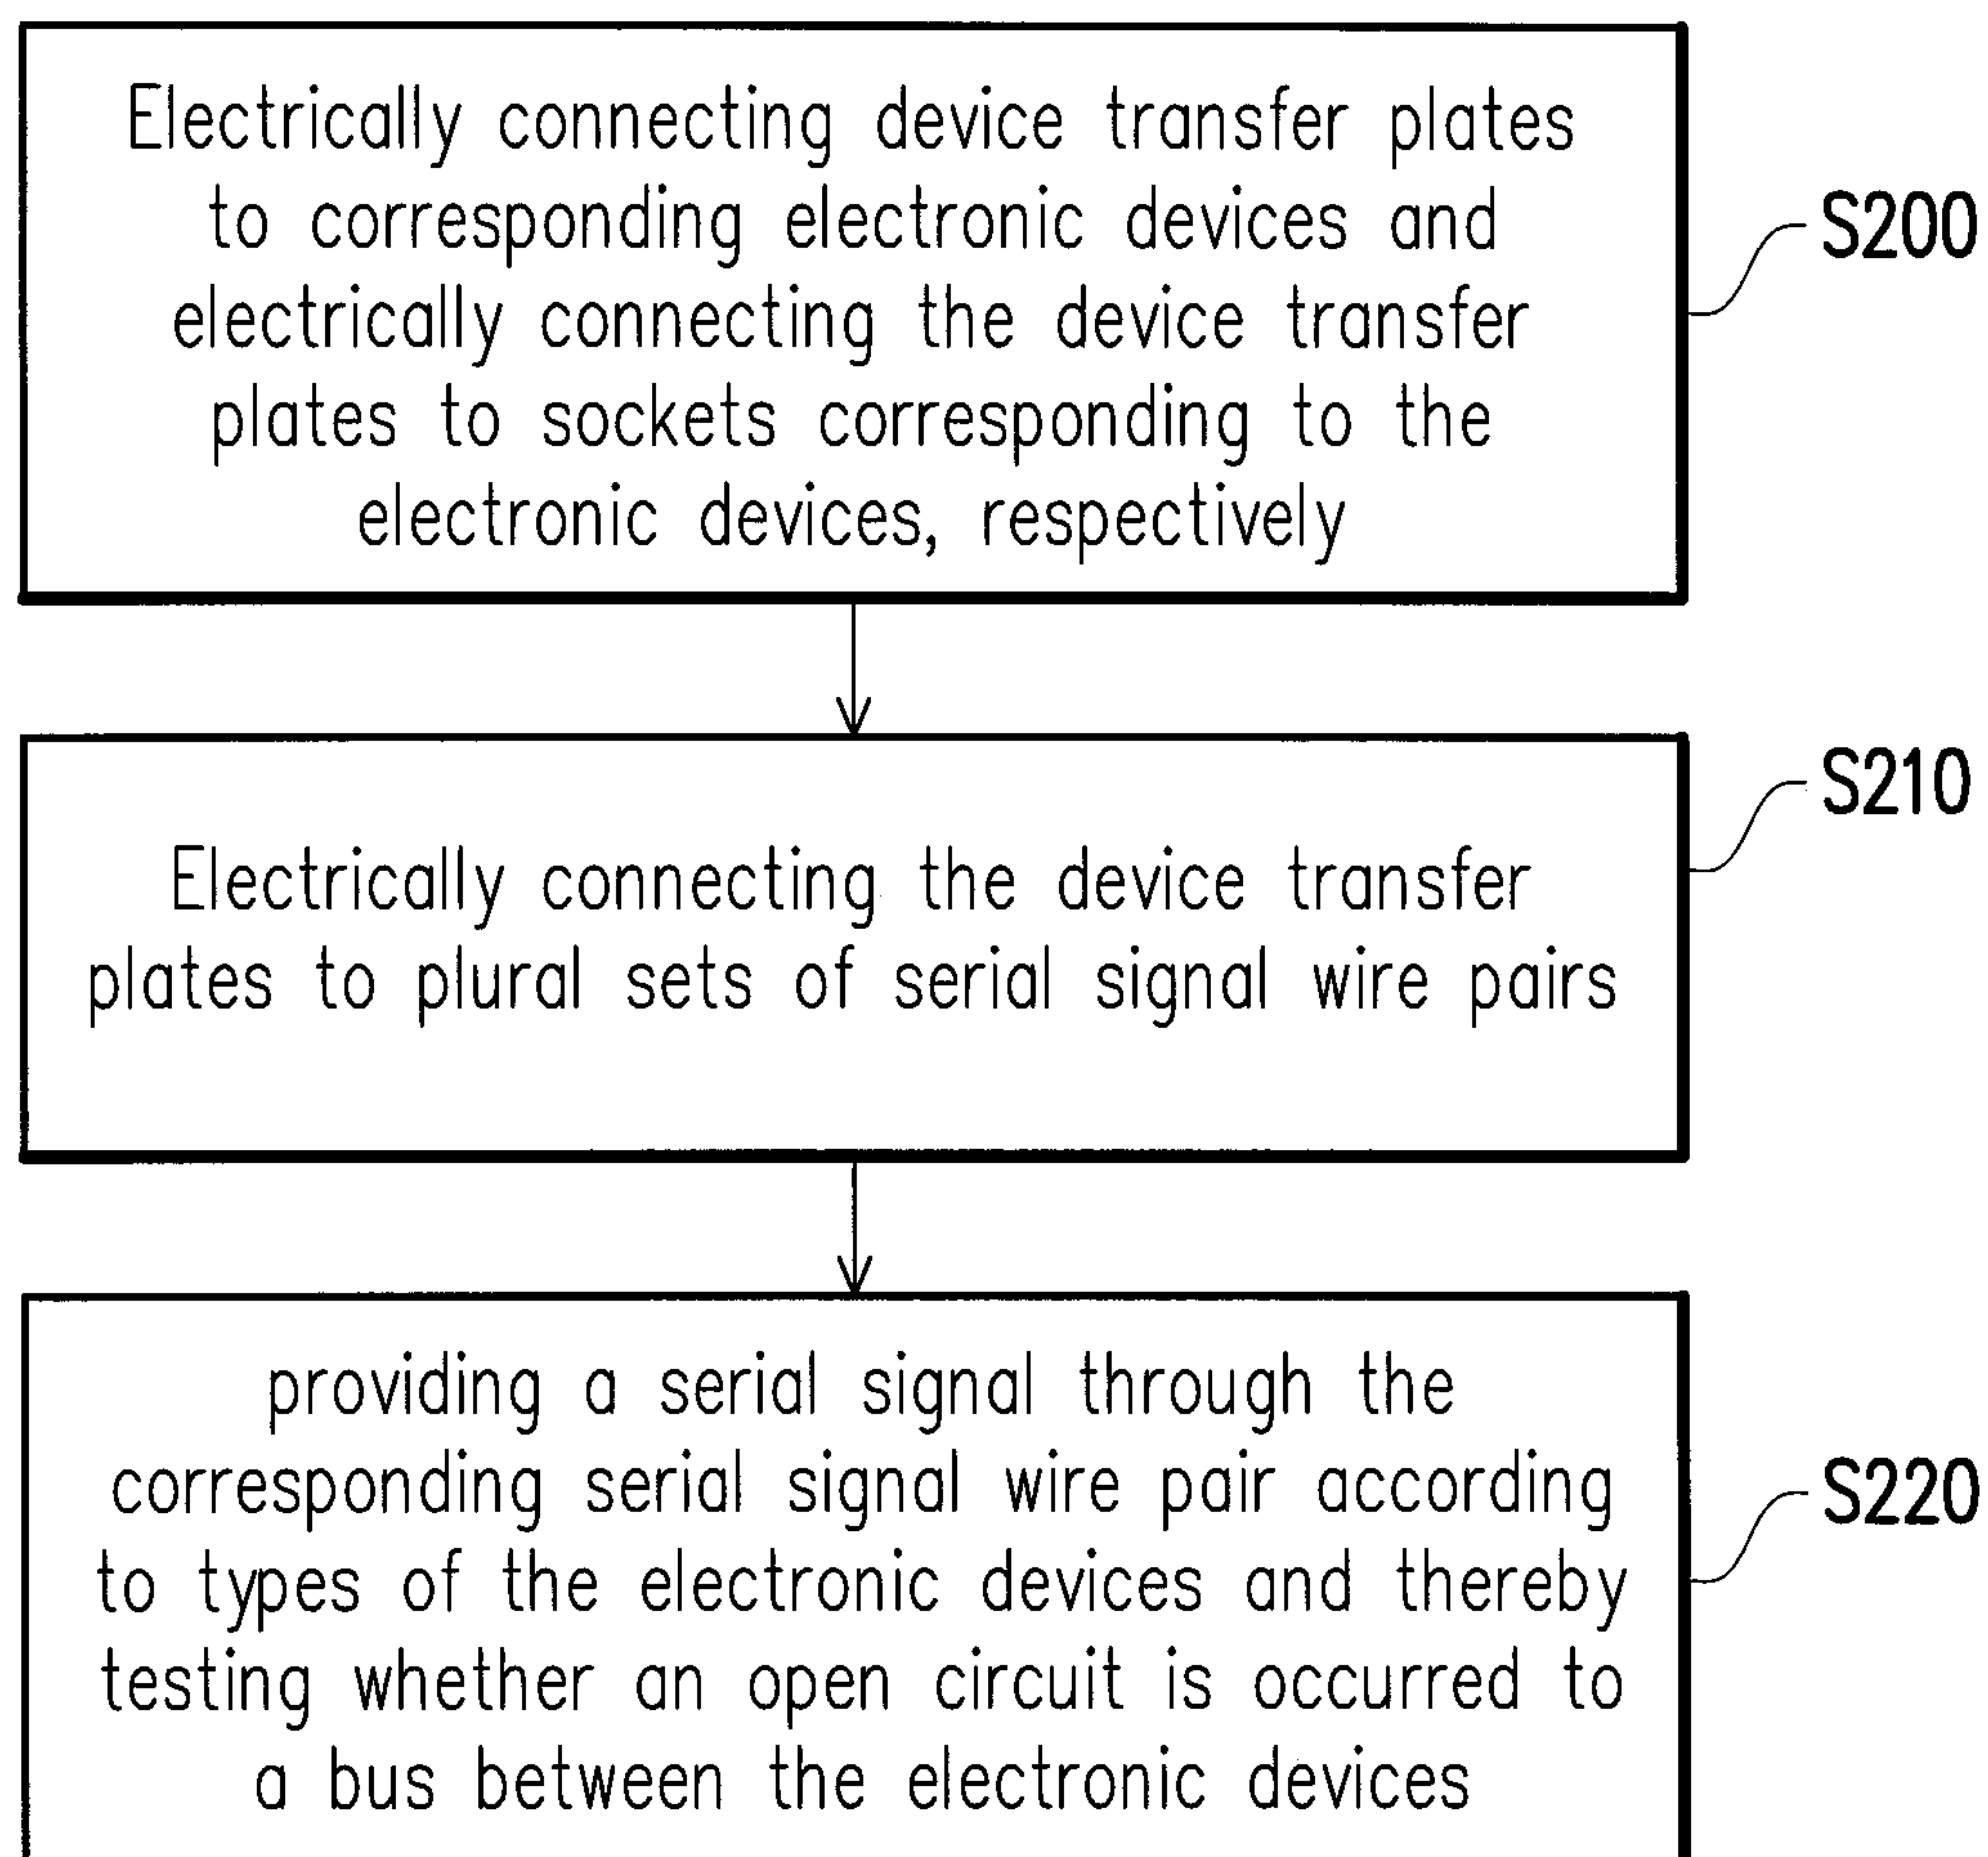 Electrically connecting device transfer plates
to corresponding electronic devices and
electrically connecting the device transfer
plates to sockets corresponding to the
electronic devices, respectively
S200
Electrically connecting the device transfer
plates to plural sets of serial signal wire pairs
S210
providing a serial signal through the
corresponding serial signal wire pair according
to types of the electronic devices and thereby
testing whether an open circuit is occurred to
a bus between the electronic devices
S220